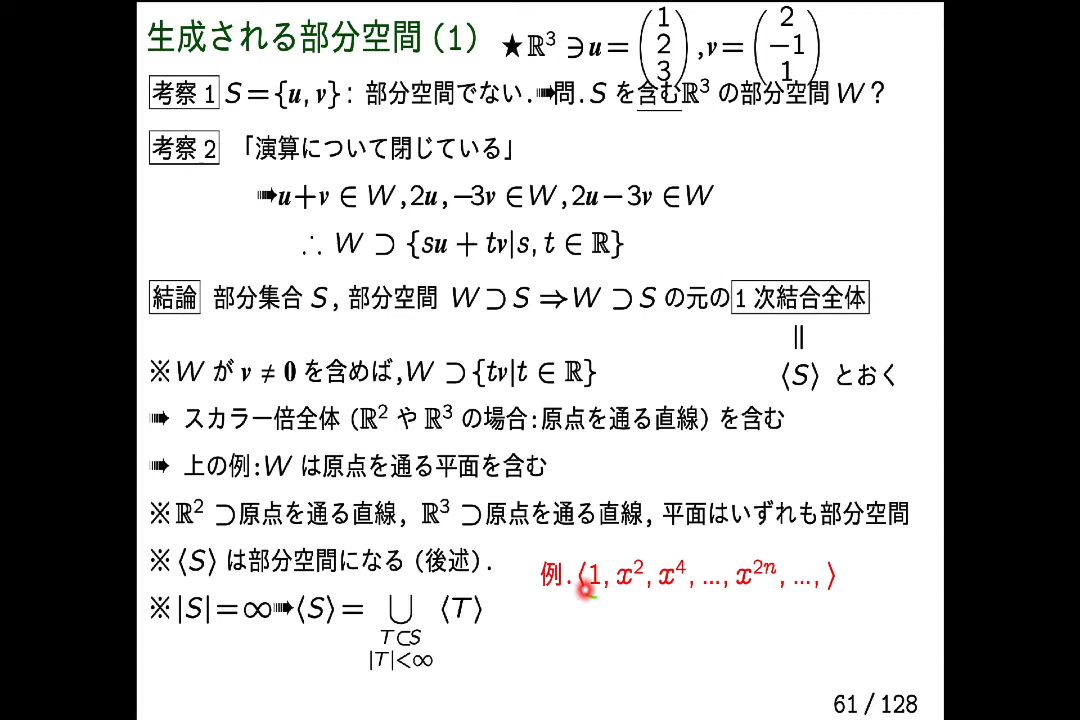 生成される部分空間 (1) ★ℝ³∋u=(1 2 3), v=(2 −1 1)
考察1 S={u, v}: 部分空間でない.➠問. S を含むℝ³ の部分空間 W?
考察2 「演算について閉じている」
➠u+v ∈ W, 2u, −3v ∈ W, 2u−3v ∈ W
∴ W ⊃ {su + tv|s, t ∈ ℝ}
結論 部分集合 S, 部分空間 W⊃S ⇒ W ⊃ S の元の1次結合全体
||
※W が v ≠ 0 を含めば, W ⊃ {tv|t ∈ ℝ} ⟨S⟩ とおく
➠ スカラー倍全体 (ℝ² や ℝ³ の場合:原点を通る直線) を含む
➠ 上の例:W は原点を通る平面を含む
※ℝ² ⊃原点を通る直線, ℝ³ ⊃原点を通る直線, 平面はいずれも部分空間
※⟨S⟩ は部分空間になる (後述).
例.⟨1, x², x⁴, ..., x²ⁿ, ..., ⟩
※|S|=∞➠⟨S⟩= ⋃ ⟨T⟩
T⊂S
|T|<∞
61 / 128